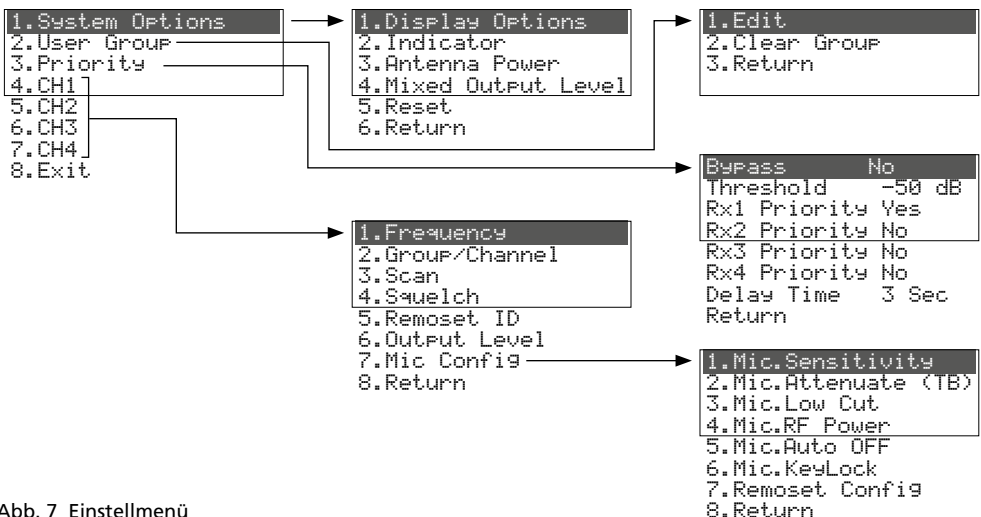 1.System Options
2.User Group
3.Priority
4.CH1
5.CH2
6.CH3
7.CH4
8.Exit
1.Display Options
2.Indicator
3.Antenna Power
4.Mixed Output Level
5.Reset
6.Return
1.Edit
2.Clear Group
3.Return
Bypass No
Threshold -50 dB
Rx1 Priority Yes
Rx2 Priority No
Rx3 Priority No
Rx4 Priority No
Delay Time 3 Sec
Return
1.Frequency
2.Group/Channel
3.Scan
4.Squelch
5.Remoset ID
6.Output Level
7.Mic Config
8.Return
1.Mic.Sensitivity
2.Mic.Attenuate (TB)
3.Mic.Low Cut
4.Mic.RF Power
5.Mic.Auto OFF
6.Mic.KeyLock
7.Remoset Config
8.Return
Abb. 7 Einstellmenü